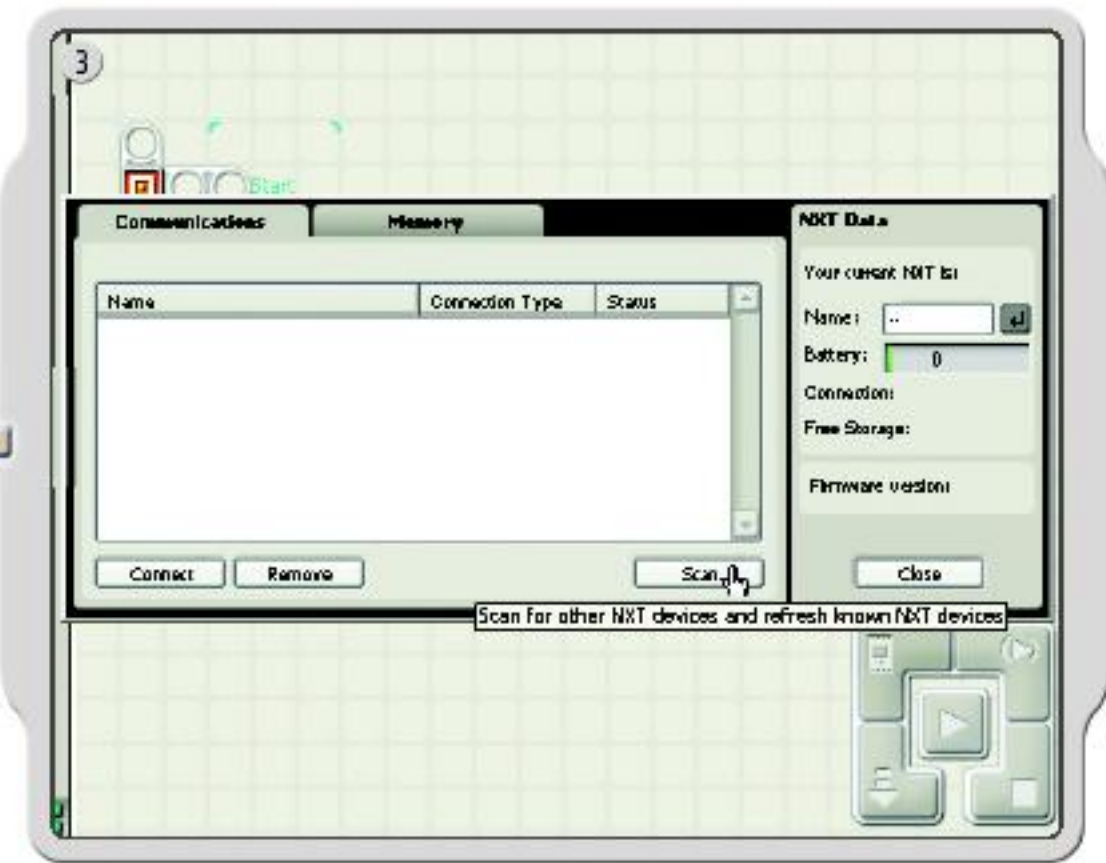 3
Start
Communications
Memory
Name
Connection Type
Status
Connect
Remove
Scan
Scan for other NXT devices and refresh known NXT devices
NXT Data
Your current NXT is:
Name: --
Battery: 0
Connection:
Free Storage:
Firmware version:
Close